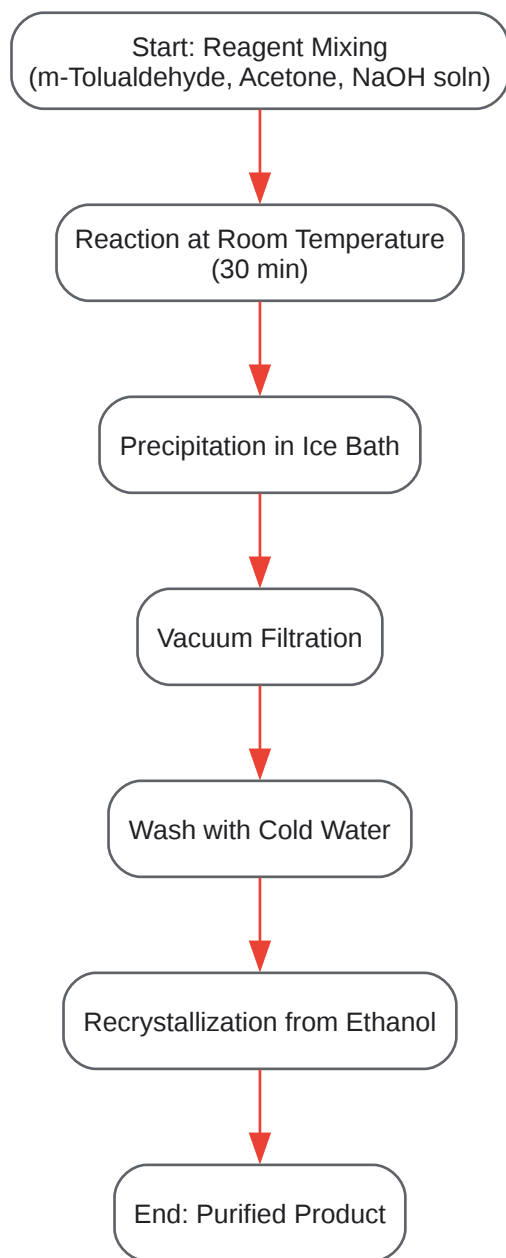 Start: Reagent Mixing
(m-Tolualdehyde, Acetone, NaOH soln)
Reaction at Room Temperature
(30 min)
Precipitation in Ice Bath
Vacuum Filtration
Wash with Cold Water
Recrystallization from Ethanol
End: Purified Product